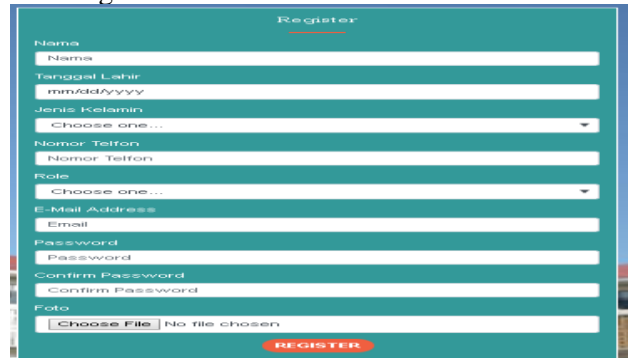 Register
Nama
Nama
Tanggal Lahir
mm/dd/yyyy
Jenis Kelamin
Choose one...
Nomor Telfon
Nomor Telfon
Role
Choose one...
E-Mail Address
Email
Password
Password
Confirm Password
Confirm Password
Foto
Choose File No file chosen
REGISTER